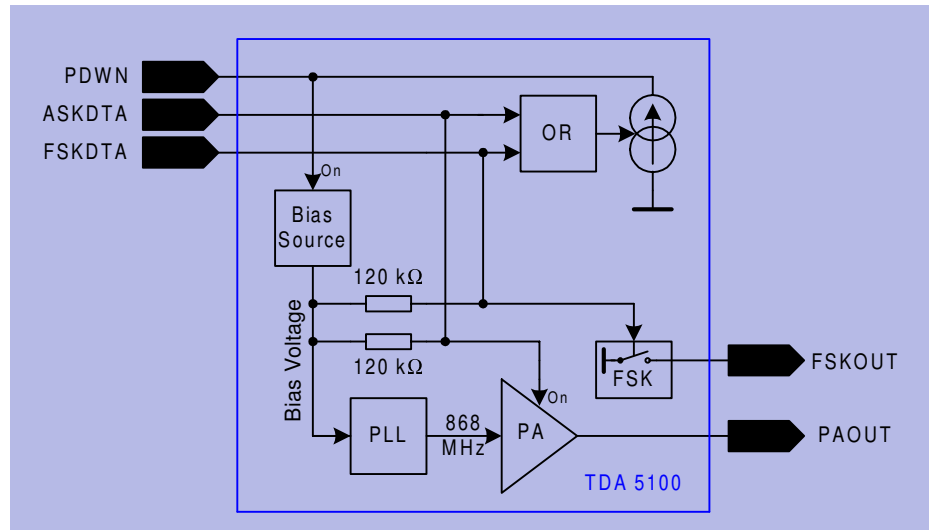 PDWN
ASKDTA
FSKDTA
OR
On
Bias
Source
120 kΩ
Bias Voltage
120 kΩ
FSK
FSKOUT
On
PLL
868
MHz
PA
PAOUT
TDA 5100